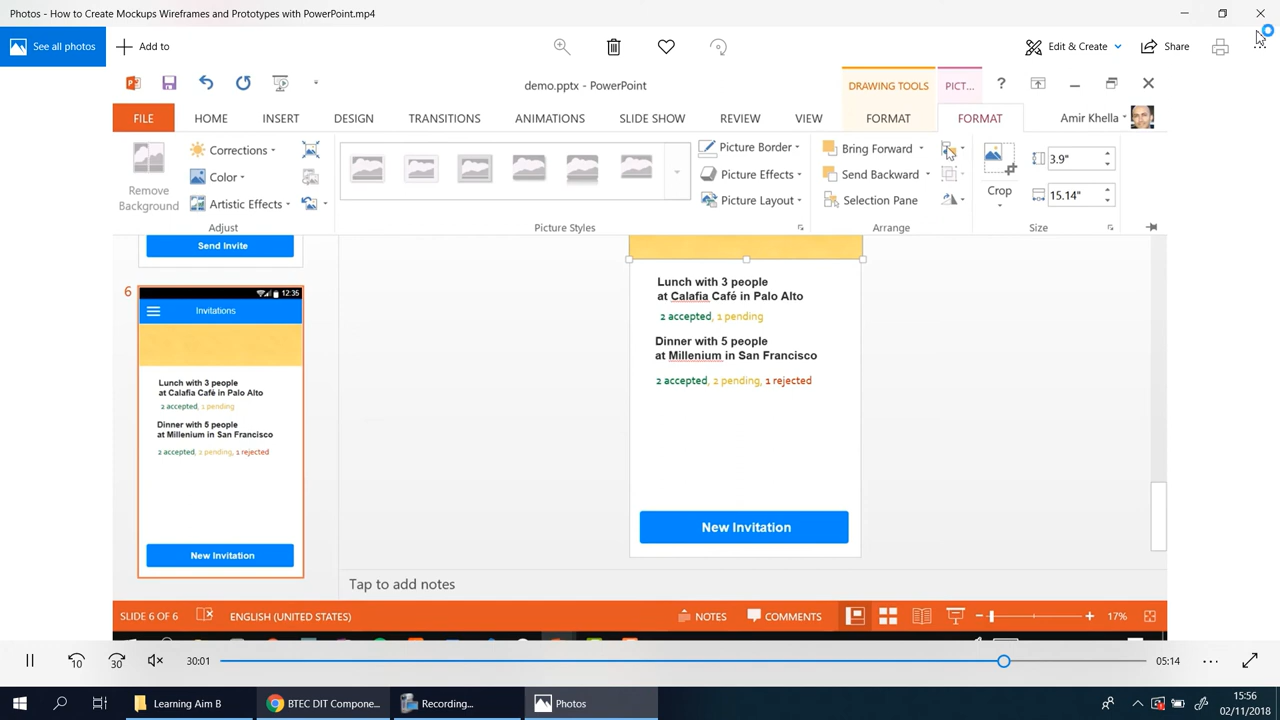 Photos - How to Create Mockups Wireframes and Prototypes with PowerPoint.mp4
See all photos
Add to
Edit & Create
Share
demo.pptx - PowerPoint
DRAWING TOOLS
PICT...
?
FILE
HOME
INSERT
DESIGN
TRANSITIONS
ANIMATIONS
SLIDE SHOW
REVIEW
VIEW
FORMAT
FORMAT
Amir Khella
Remove Background
Corrections
Color
Artistic Effects
Adjust
Picture Styles
Picture Border
Picture Effects
Picture Layout
Bring Forward
Send Backward
Selection Pane
Arrange
Crop
3.9"
15.14"
Size
Send Invite
6
12:35
Invitations
Lunch with 3 people
at Calafia Café in Palo Alto
2 accepted, 1 pending
Dinner with 5 people
at Millenium in San Francisco
2 accepted, 2 pending, 1 rejected
New Invitation
Lunch with 3 people
at Calafia Café in Palo Alto
2 accepted, 1 pending
Dinner with 5 people
at Millenium in San Francisco
2 accepted, 2 pending, 1 rejected
New Invitation
Tap to add notes
SLIDE 6 OF 6
ENGLISH (UNITED STATES)
NOTES
COMMENTS
17%
10
30
30:01
05:14
Learning Aim B
BTEC DIT Compone...
Recording...
Photos
15:56
02/11/2018